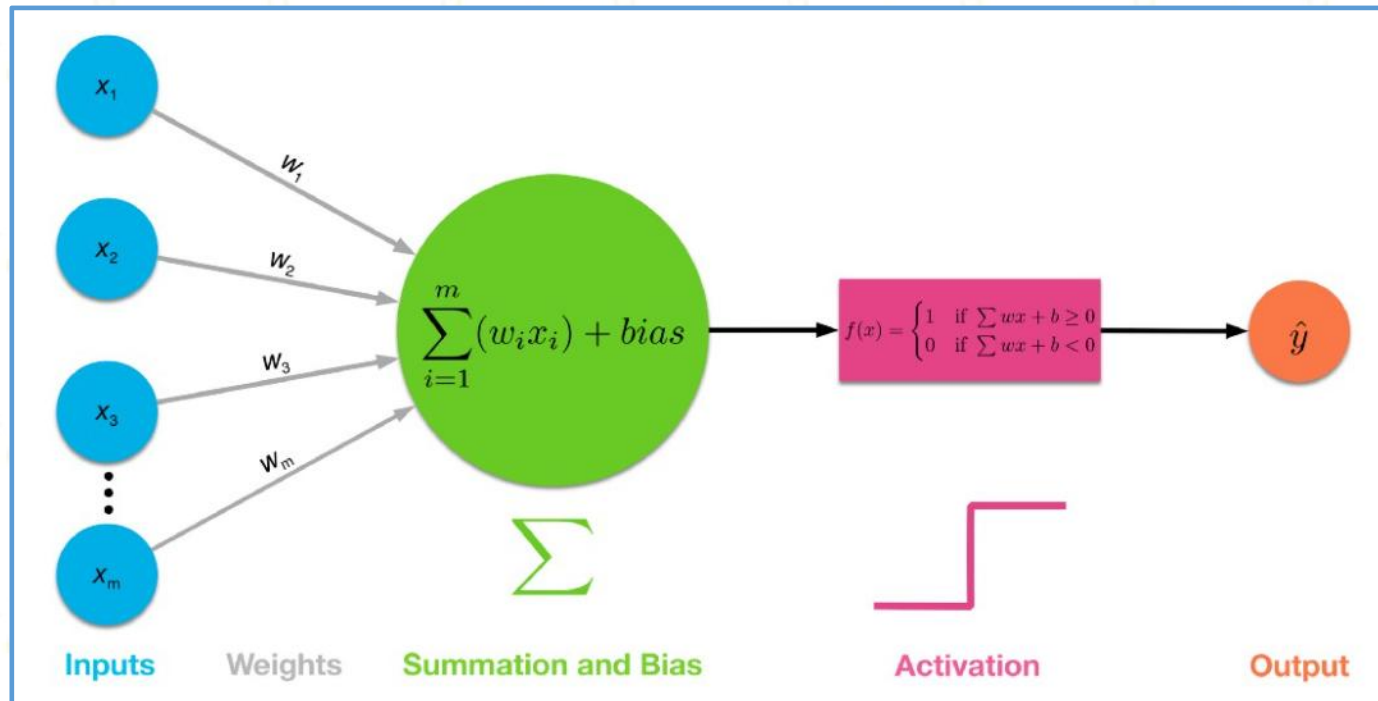 x₁
w₁
x₂
w₂
x₃
w₃
xₘ
wₘ
m
∑(wᵢxᵢ) + bias
i=1
f(x) = {1 if ∑ wx + b ≥ 0
0 if ∑ wx + b < 0
ŷ
∑
Inputs Weights Summation and Bias Activation Output